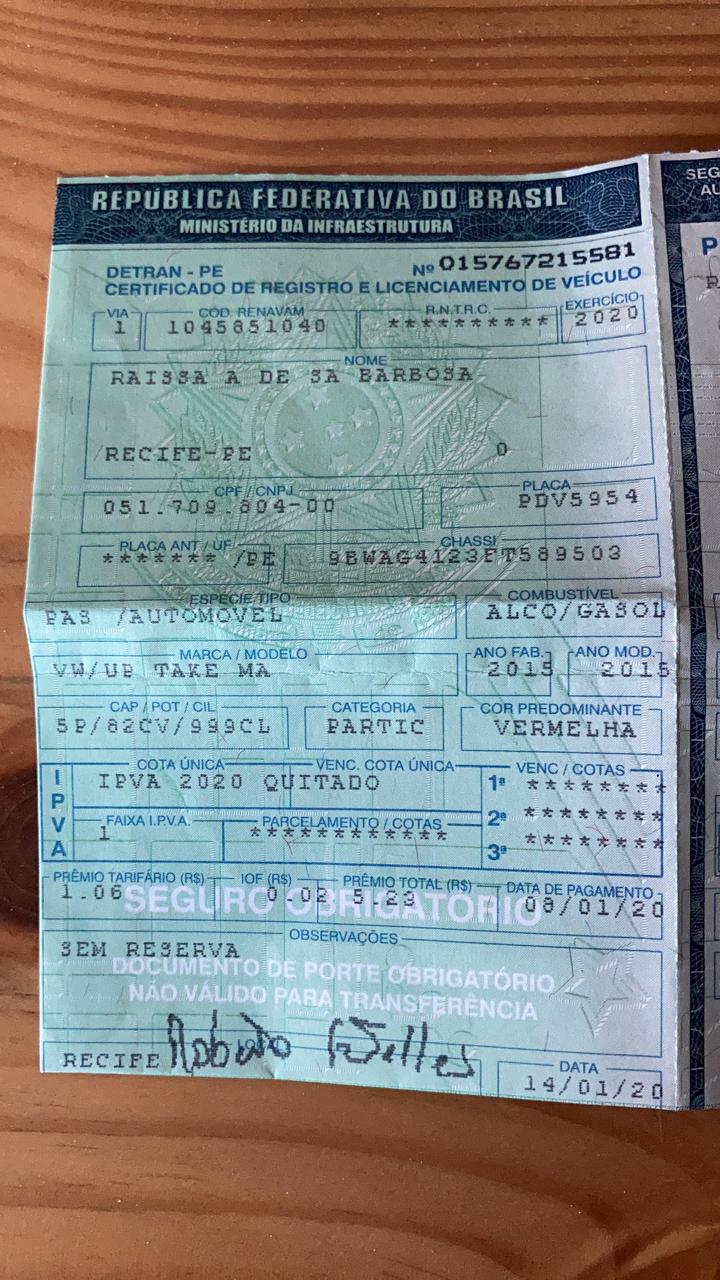 REPÚBLICA FEDERATIVA DO BRASIL
MINISTÉRIO DA INFRAESTRUTURA
DETRAN - PE Nº 015767215581
CERTIFICADO DE REGISTRO E LICENCIAMENTO DE VEÍCULO
VIA CÓD. RENAVAM R.N.T.R.C. EXERCÍCIO
1 1045851040 ********** 2020
NOME
RAISSA A DE SA BARBOSA
RECIFE-PE 0
CPF / CNPJ PLACA
051.709.804-00 PDV5954
PLACA ANT / UF CHASSI
******* /PE 9BWAG4123FT589503
ESPÉCIE TIPO COMBUSTÍVEL
PAS /AUTOMOVEL ALCO/GASOL
MARCA / MODELO ANO FAB. ANO MOD.
VW/UP TAKE MA 2015 2015
CAP / POT / CIL CATEGORIA COR PREDOMINANTE
5P/82CV/999CL PARTIC VERMELHA
IPVA
COTA ÚNICA VENC. COTA ÚNICA VENC / COTAS
IPVA 2020 QUITADO 1ª ********
FAIXA I.P.V.A. PARCELAMENTO / COTAS 2ª ********
1 ************ 3ª ********
PRÊMIO TARIFÁRIO (R$) IOF (R$) PRÊMIO TOTAL (R$) DATA DE PAGAMENTO
1.06 0.02 5.23 08/01/20
SEGURO OBRIGATÓRIO
OBSERVAÇÕES
SEM RESERVA
DOCUMENTO DE PORTE OBRIGATÓRIO
NÃO VÁLIDO PARA TRANSFERÊNCIA
LOCAL DATA
RECIFE 14/01/20
SEG
AU
P